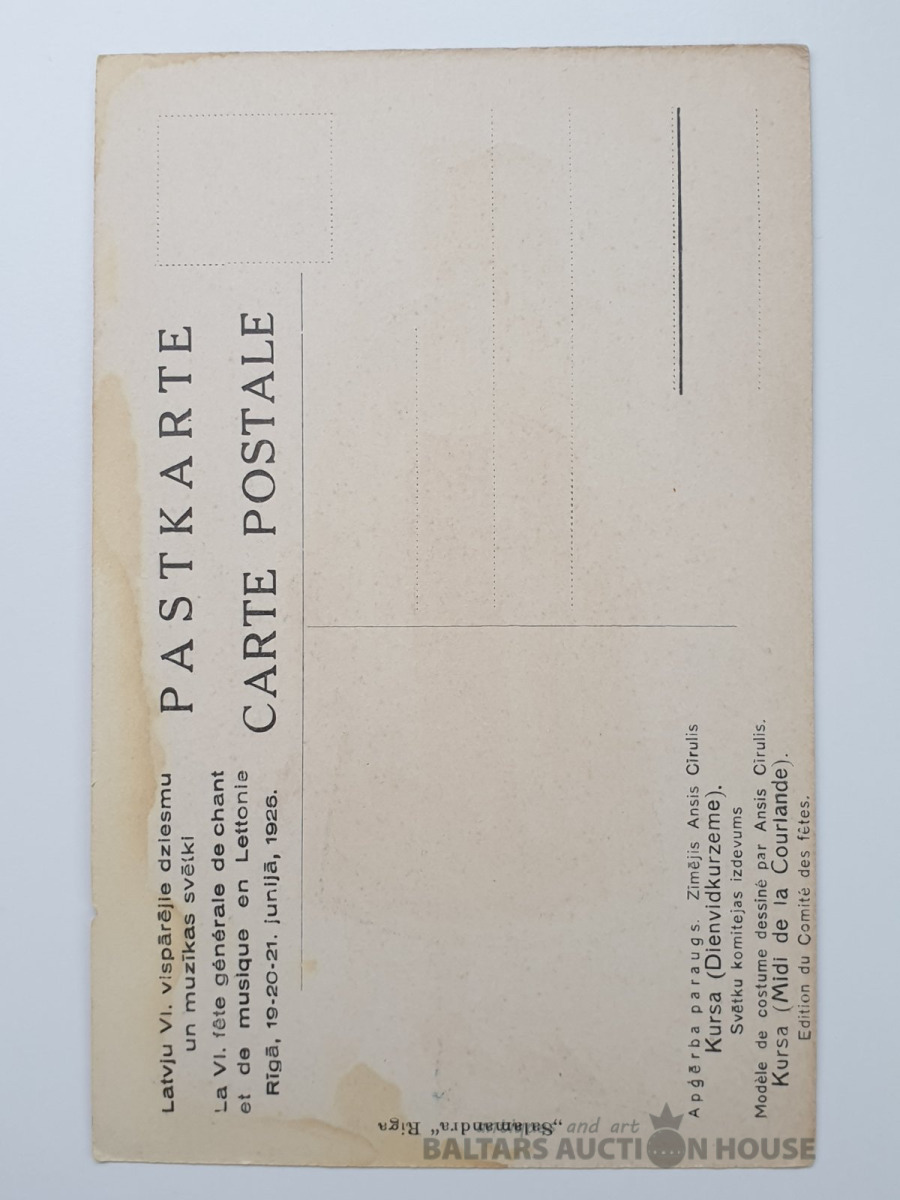 Latvju VI. vispārējie dziesmu
un muzīkas svētki
La VI. fête générale de chant
et de musique en Lettonie
Rīgā, 19-20-21. junijā, 1926.
PASTKARTE
CARTE POSTALE
Apģērba paraugs. Zīmējis Ansis Cīrulis
Kursa (Dienvidkurzeme).
Svētku komitejas izdevums
Modèle de costume dessiné par Ansis Cīrulis.
Kursa (Midi de la Courlande).
Edition du Comité des fêtes.
„Salamandra“ Riga
and art
BALTARS AUCTION HOUSE